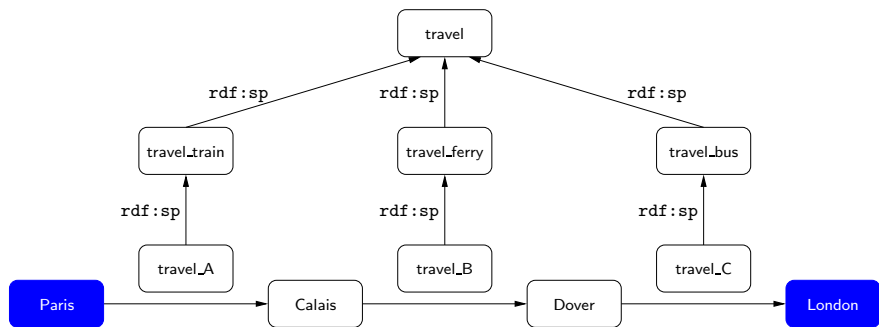 travel
rdf:sp rdf:sp rdf:sp
travel_train travel_ferry travel_bus
rdf:sp rdf:sp rdf:sp
travel_A travel_B travel_C
Paris Calais Dover London